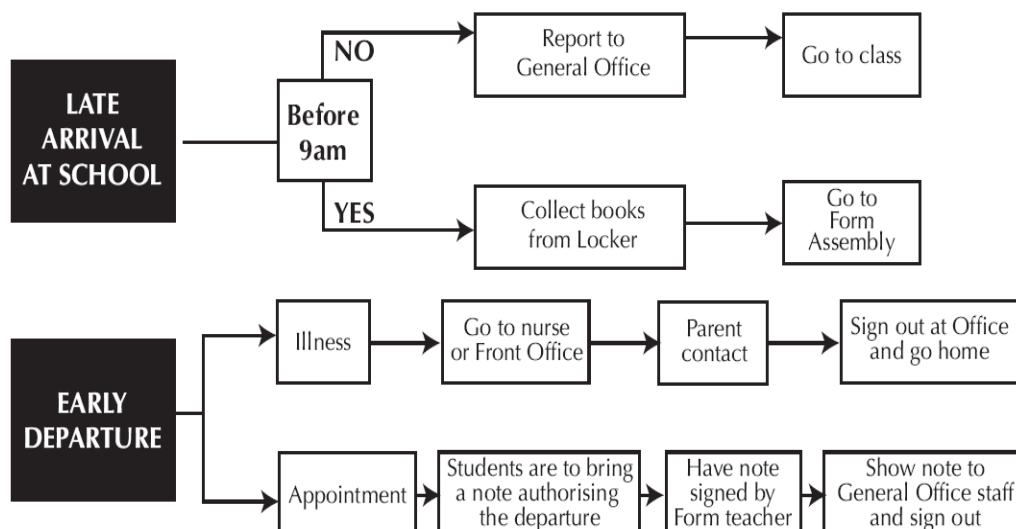 LATE
ARRIVAL
AT SCHOOL
Before
9am
NO
Report to
General Office
Go to class
YES
Collect books
from Locker
Go to
Form
Assembly
EARLY
DEPARTURE
Illness
Go to nurse
or Front Office
Parent
contact
Sign out at Office
and go home
Appointment
Students are to bring
a note authorising
the departure
Have note
signed by
Form teacher
Show note to
General Office staff
and sign out